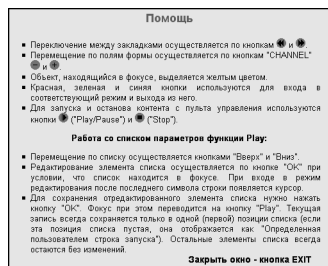 Помощь
Переключение между закладками осуществляется по кнопкам и .
Перемещение по полям формы осуществляется по кнопкам "CHANNEL"
и .
Объект, находящийся в фокусе, выделяется желтым цветом.
Красная, зеленая и синяя кнопки используются для входа в
соответствующий режим и выхода из него.
Для запуска и останова контента с пульта управления используются
кнопки ("Play/Pause") и ("Stop").
Работа со списком параметров функции Play:
Перемещение по списку осуществляется кнопками "Вверх" и "Вниз".
Редактирование элемента списка осуществляется по кнопке "ОК" при
условии, что список находится в фокусе. При входе в режим
редактирования после последнего символа строки появляется курсор.
Для сохранения отредактированного элемента списка нужно нажать
кнопку "ОК". Фокус при этом переводится на кнопку "Play". Текущая
запись всегда сохраняется только в одной (первой) позиции списка (если
эта позиция списка пустая, она отображается как "Определенная
пользователем строка запуска"). Остальные элементы списка всегда
остаются без изменений.
Закрыть окно - кнопка EXIT